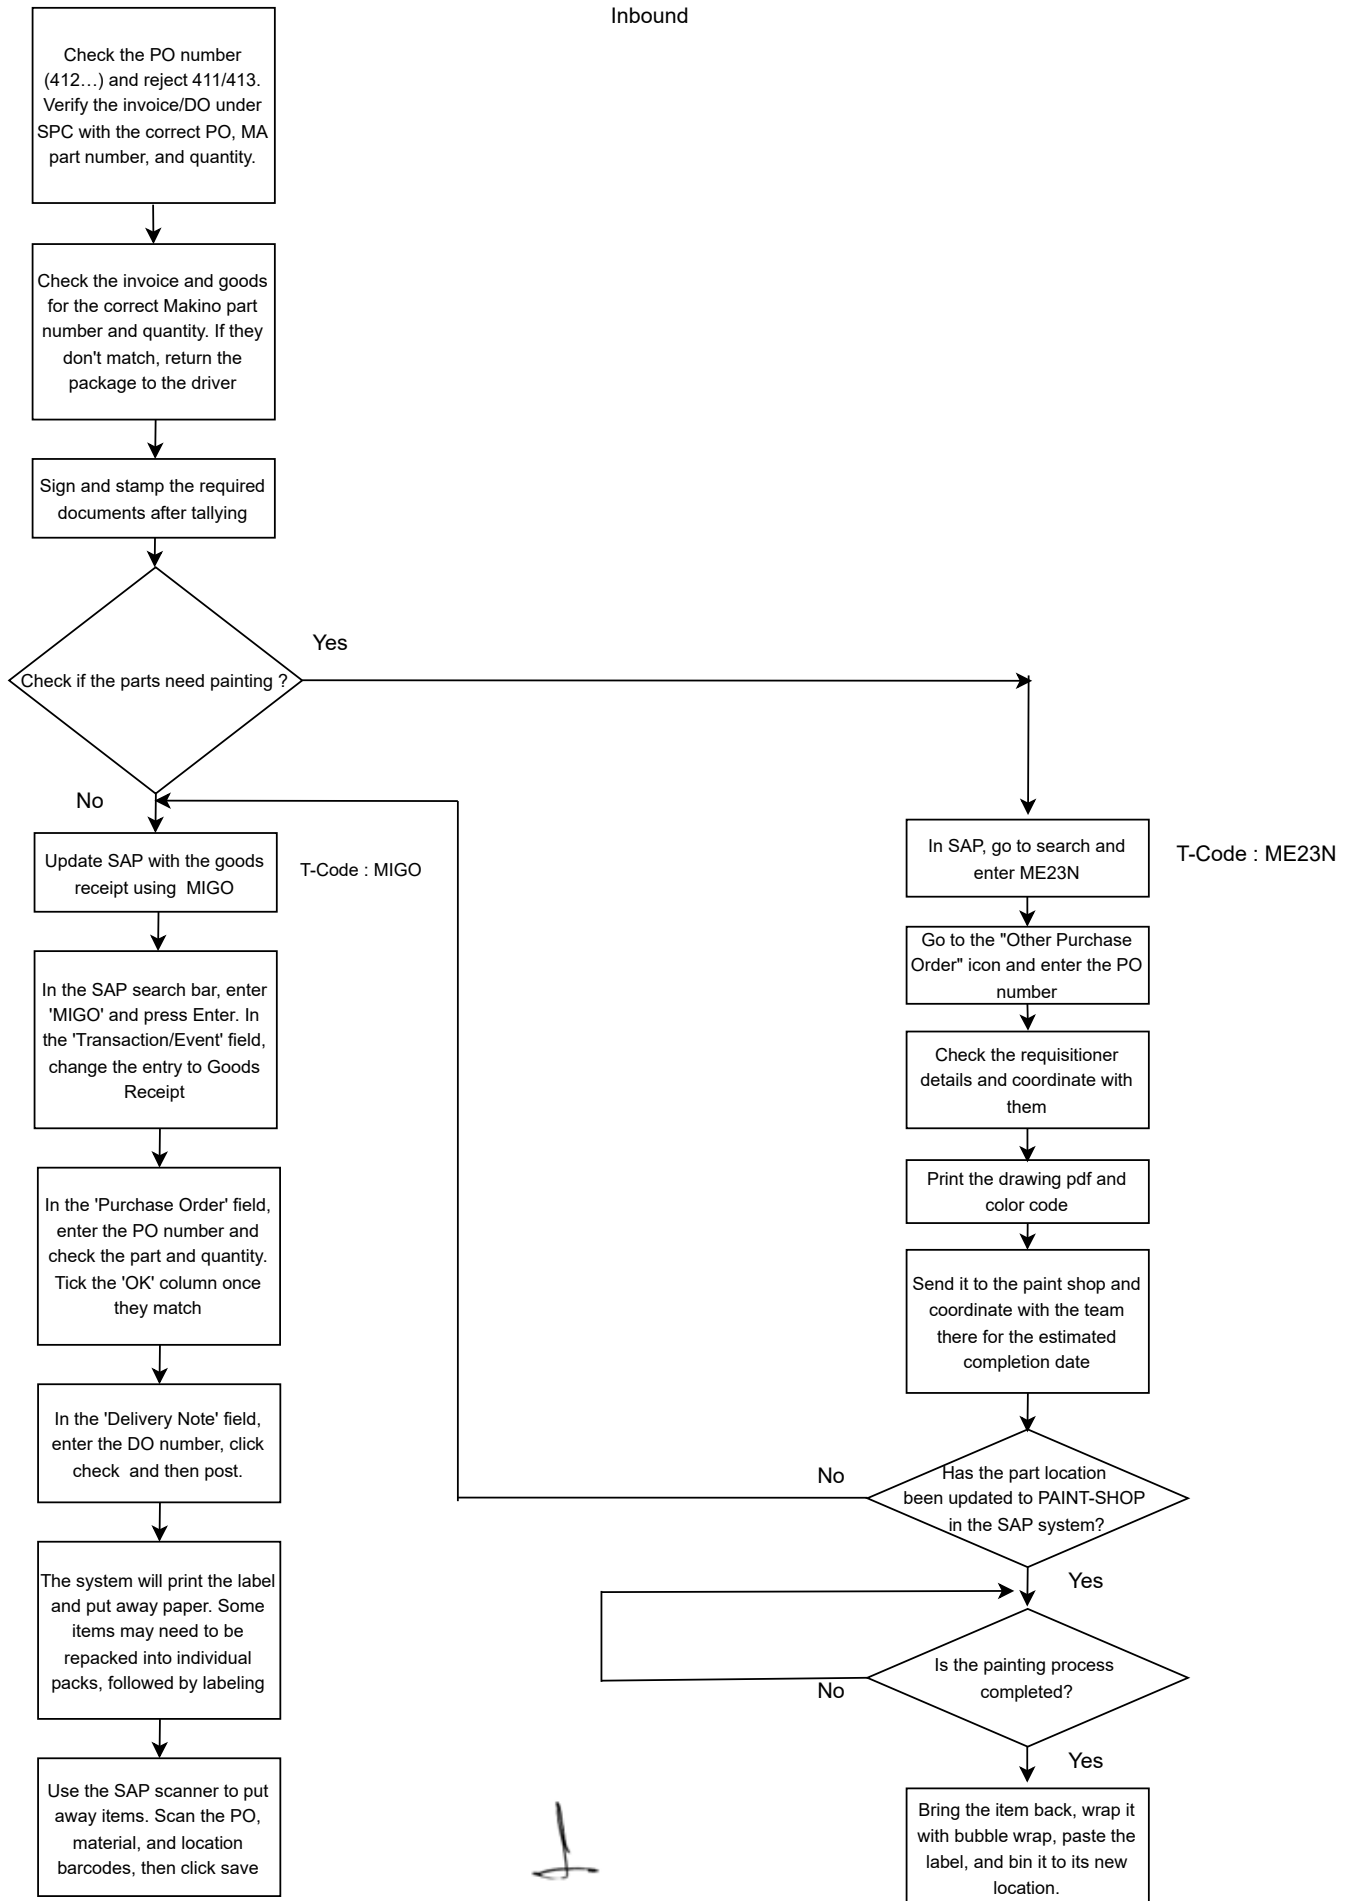 Inbound
Check the PO number
(412...) and reject 411/413.
Verify the invoice/DO under
SPC with the correct PO, MA
part number, and quantity.
Check the invoice and goods
for the correct Makino part
number and quantity. If they
don't match, return the
package to the driver
Sign and stamp the required
documents after tallying
Check if the parts need painting ?
Yes
No
Update SAP with the goods
receipt using  MIGO
T-Code : MIGO
In the SAP search bar, enter
'MIGO' and press Enter. In
the 'Transaction/Event' field,
change the entry to Goods
Receipt
In the 'Purchase Order' field,
enter the PO number and
check the part and quantity.
Tick the 'OK' column once
they match
In the 'Delivery Note' field,
enter the DO number, click
check  and then post.
The system will print the label
and put away paper. Some
items may need to be
repacked into individual
packs, followed by labeling
Use the SAP scanner to put
away items. Scan the PO,
material, and location
barcodes, then click save
In SAP, go to search and
enter ME23N
T-Code : ME23N
Go to the "Other Purchase
Order" icon and enter the PO
number
Check the requisitioner
details and coordinate with
them
Print the drawing pdf and
color code
Send it to the paint shop and
coordinate with the team
there for the estimated
completion date
Has the part location
been updated to PAINT-SHOP
in the SAP system?
No
Yes
Is the painting process
completed?
No
Yes
Bring the item back, wrap it
with bubble wrap, paste the
label, and bin it to its new
location.